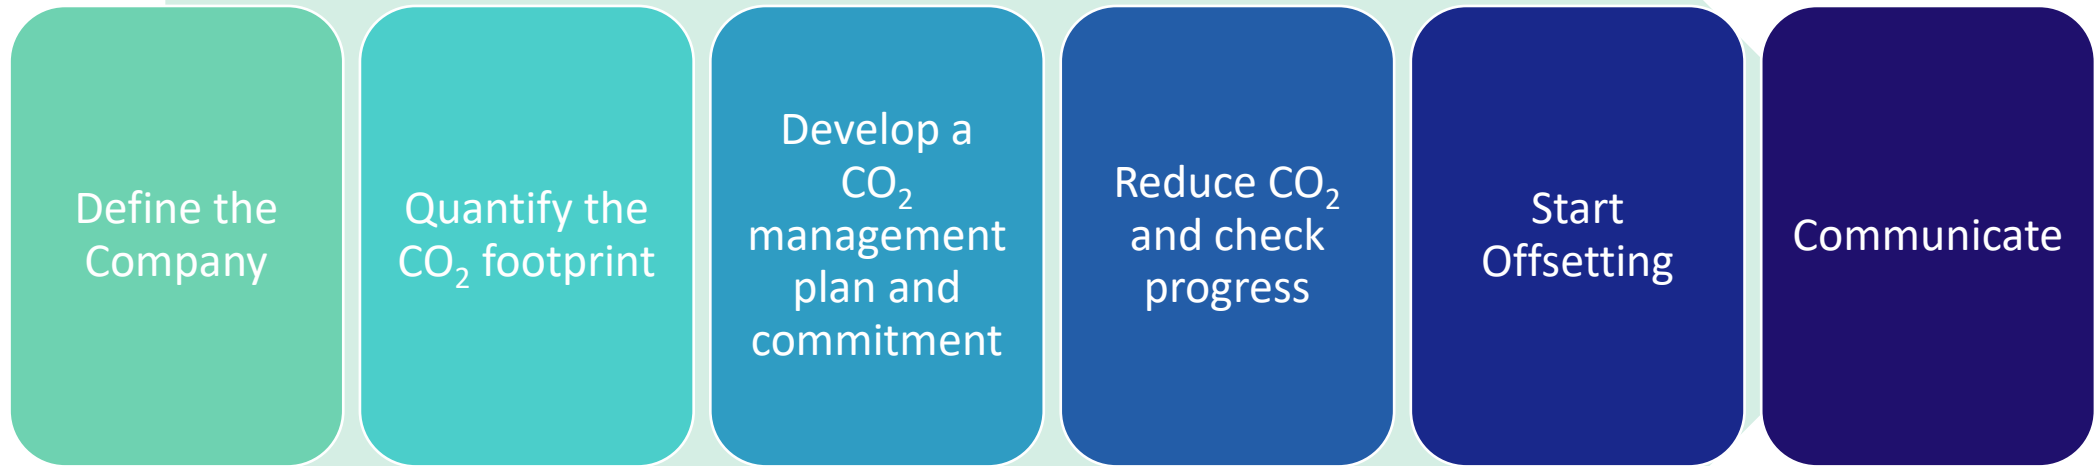 Define the
Company
Quantify the
CO₂ footprint
Develop a
CO₂
management
plan and
commitment
Reduce CO₂
and check
progress
Start
Offsetting
Communicate